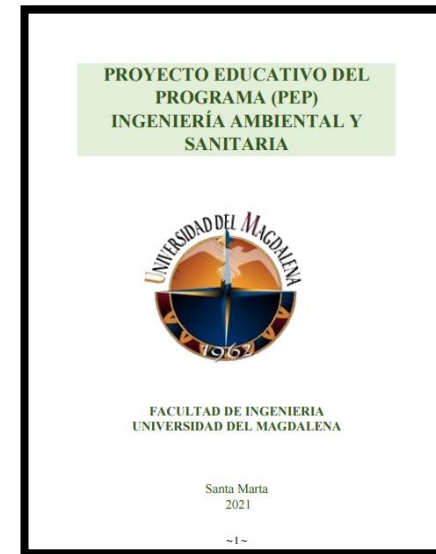 PROYECTO EDUCATIVO DEL
PROGRAMA (PEP)
INGENIERÍA AMBIENTAL Y
SANITARIA
UNIVERSIDAD DEL MAGDALENA
1962
FACULTAD DE INGENIERIA
UNIVERSIDAD DEL MAGDALENA
Santa Marta
2021
~1~